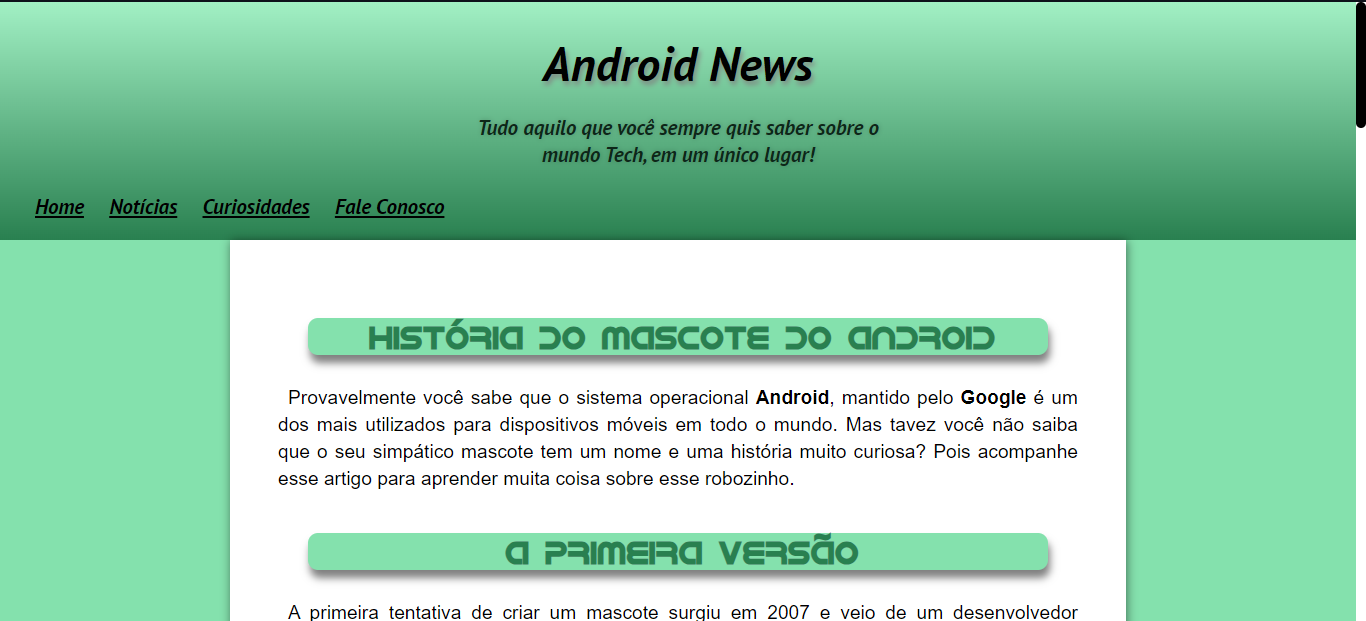 Android News
Tudo aquilo que você sempre quis saber sobre o
mundo Tech, em um único lugar!
Home Notícias Curiosidades Fale Conosco
História do Mascote do Android
Provavelmente você sabe que o sistema operacional Android, mantido pelo Google é um
dos mais utilizados para dispositivos móveis em todo o mundo. Mas tavez você não saiba
que o seu simpático mascote tem um nome e uma história muito curiosa? Pois acompanhe
esse artigo para aprender muita coisa sobre esse robozinho.
A primeira versão
A primeira tentativa de criar um mascote surgiu em 2007 e veio de um desenvolvedor